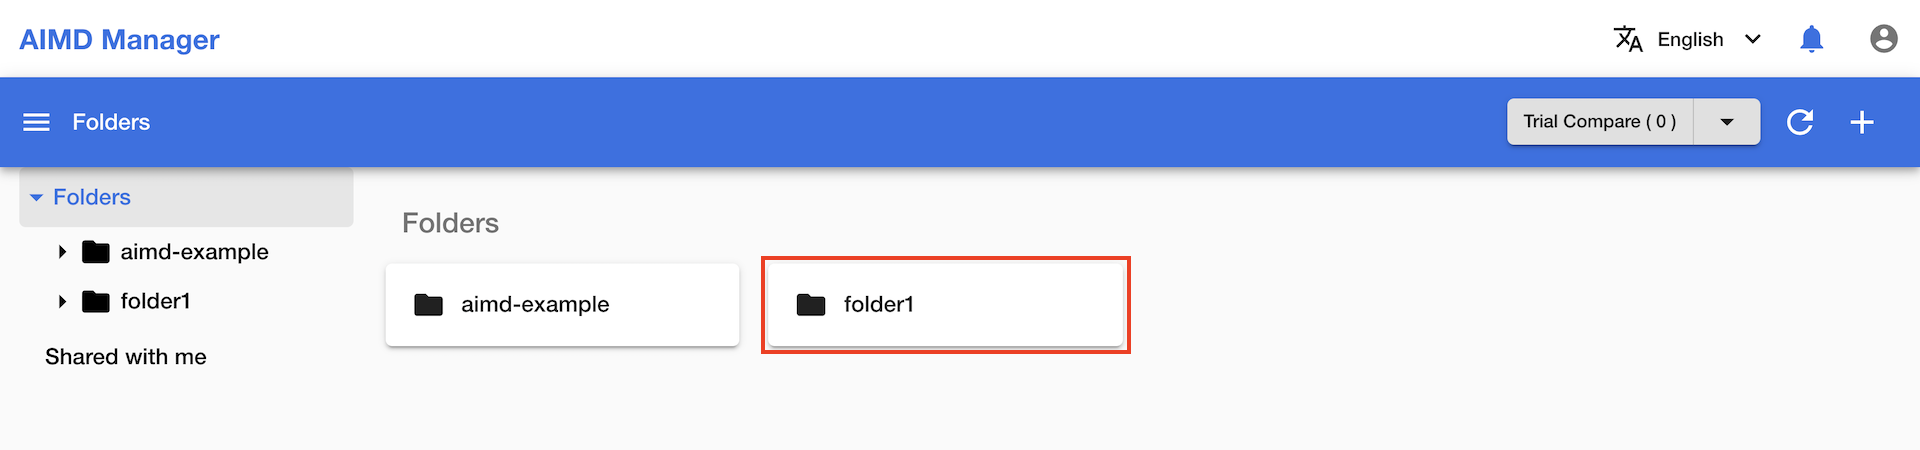 AIMD Manager
English
Folders
Trial Compare ( 0 )
Folders
aimd-example
folder1
Shared with me
Folders
aimd-example
folder1